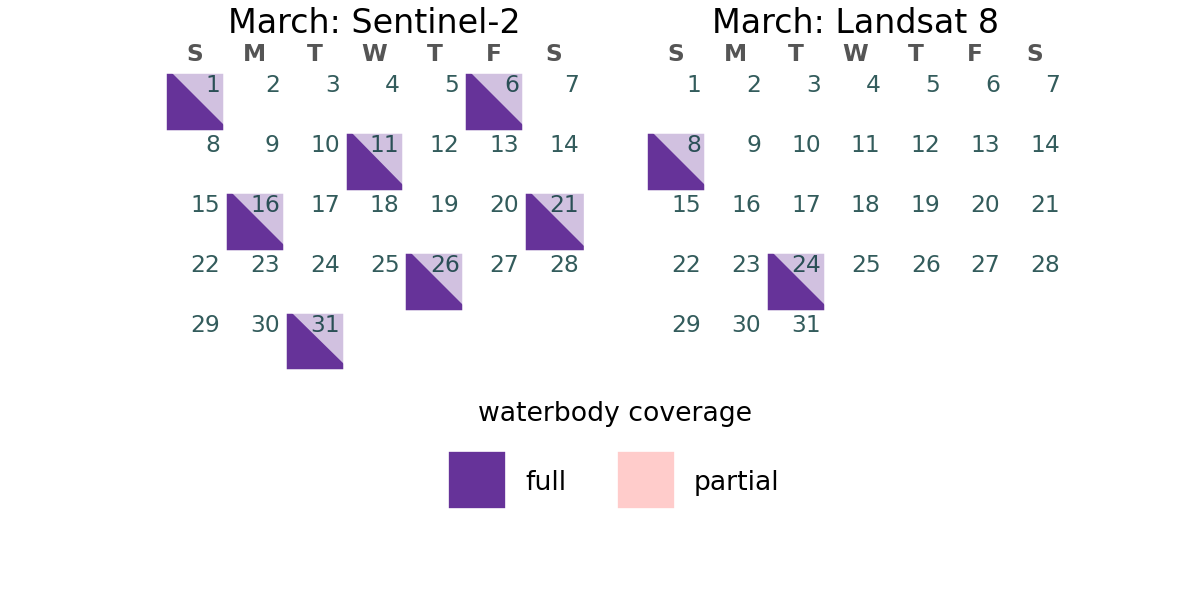 March: Sentinel-2
S M T W T F S
1 2 3 4 5 6 7
8 9 10 11 12 13 14
15 16 17 18 19 20 21
22 23 24 25 26 27 28
29 30 31
March: Landsat 8
S M T W T F S
1 2 3 4 5 6 7
8 9 10 11 12 13 14
15 16 17 18 19 20 21
22 23 24 25 26 27 28
29 30 31
waterbody coverage
full
partial